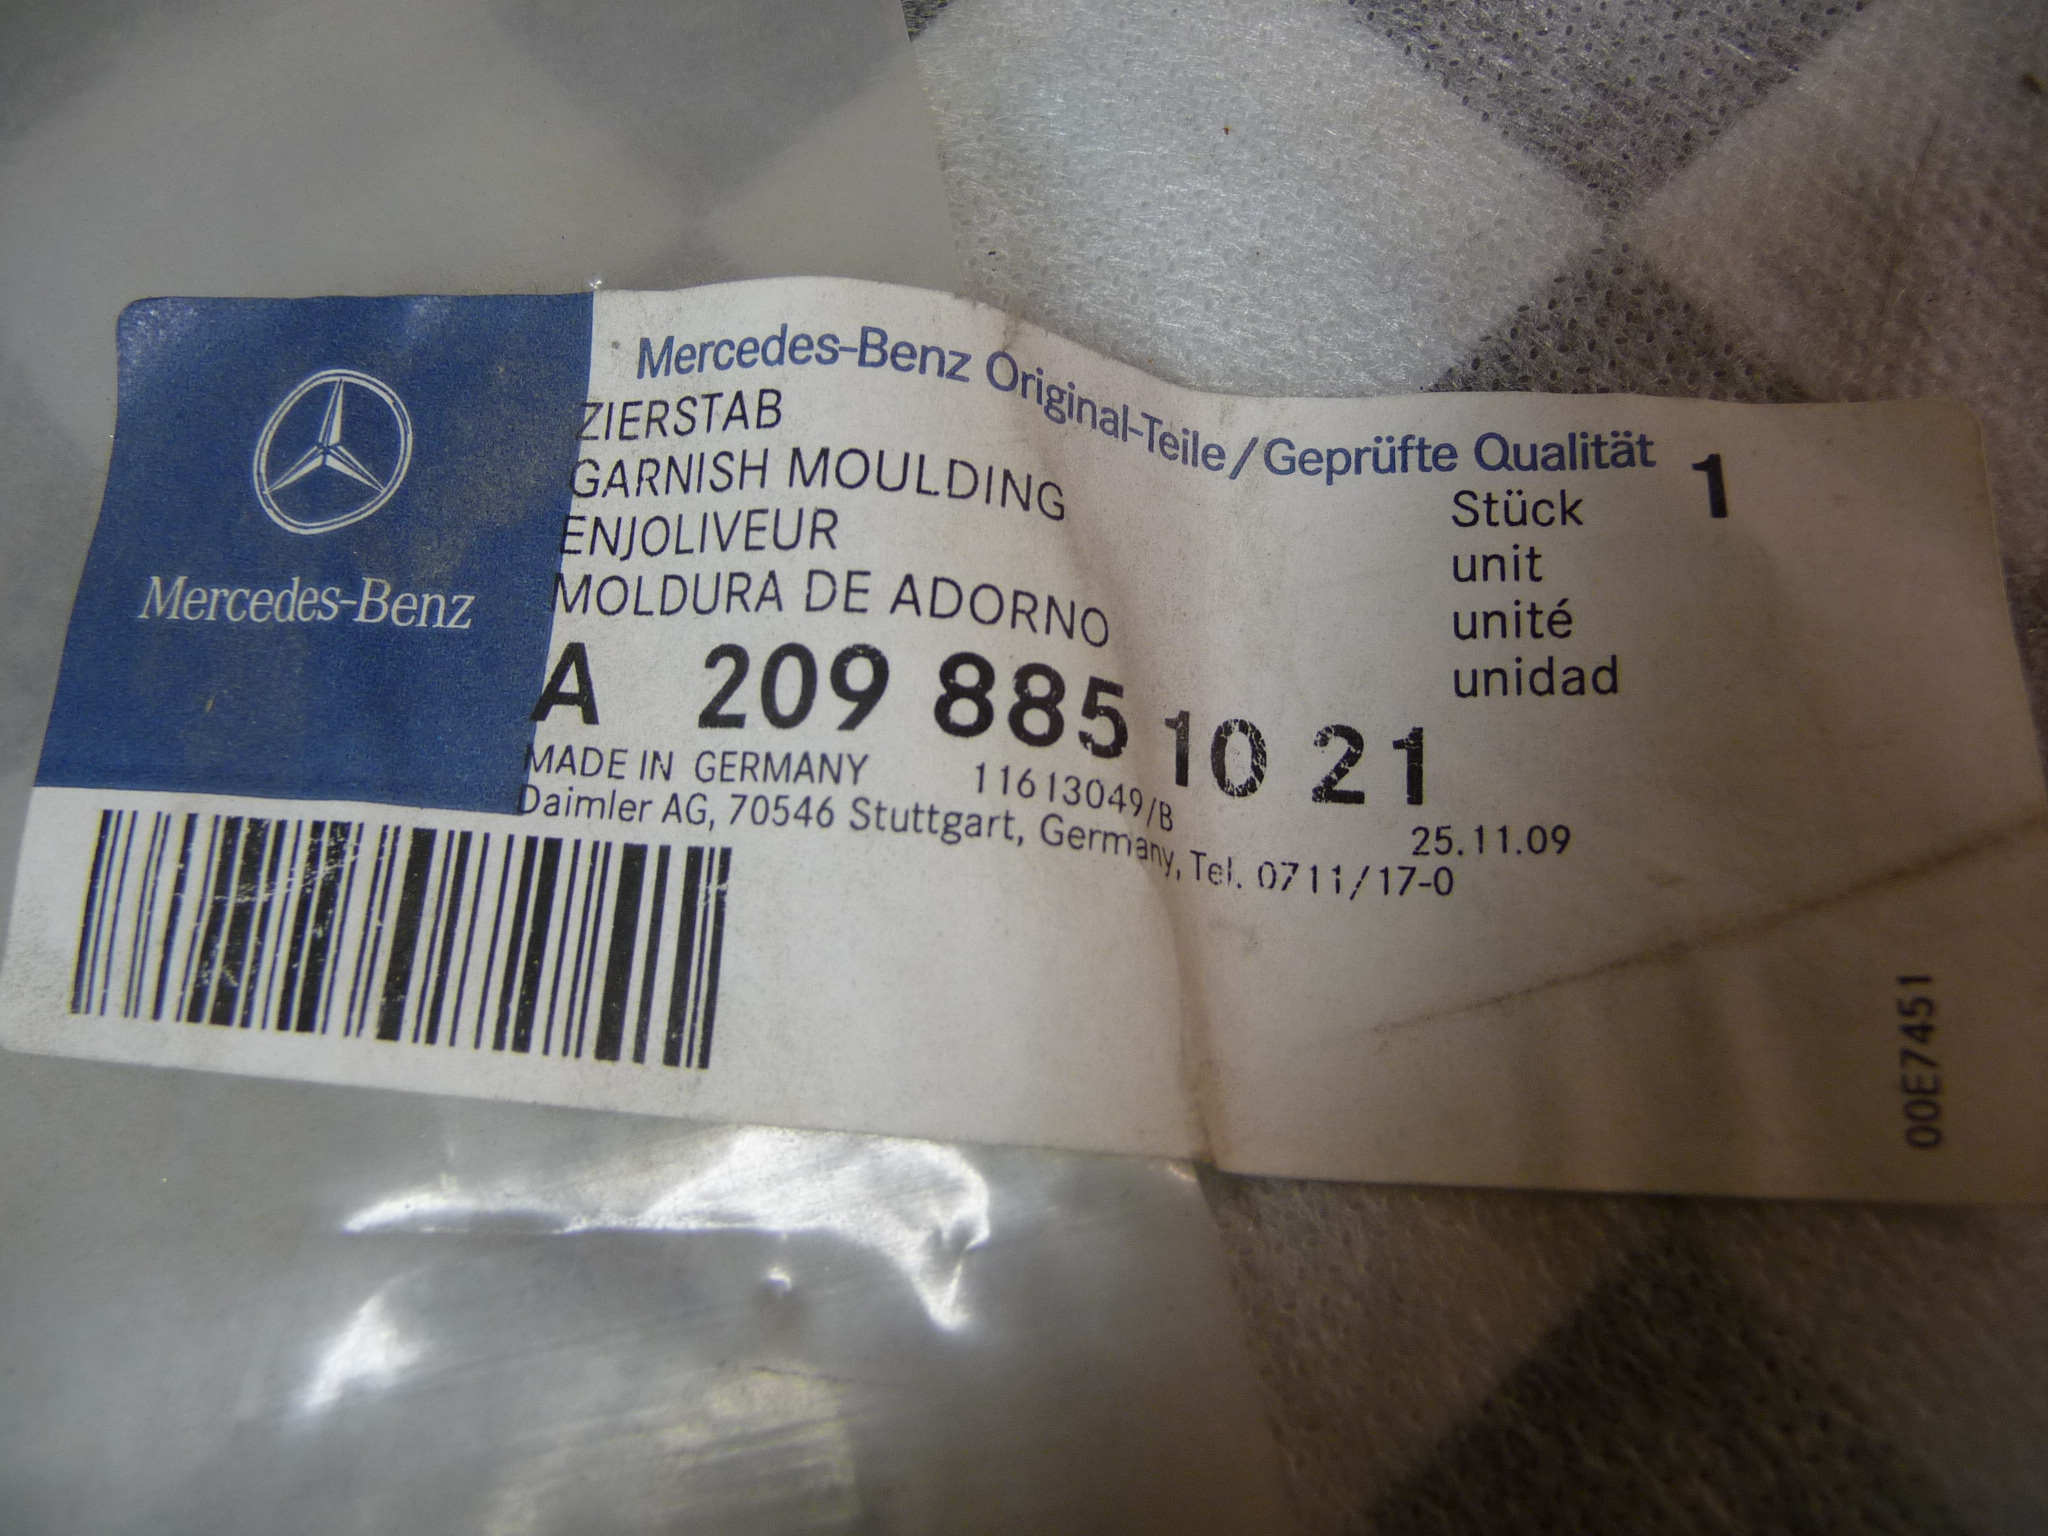 Mercedes-Benz
Mercedes-Benz Original-Teile/Geprüfte Qualität
ZIERSTAB
GARNISH MOULDING
ENJOLIVEUR
MOLDURA DE ADORNO
Stück 1
unit
unité
unidad
A 209 885 10 21
MADE IN GERMANY 11613049/B 25.11.09
Daimler AG, 70546 Stuttgart, Germany, Tel. 0711/17-0
00E7451